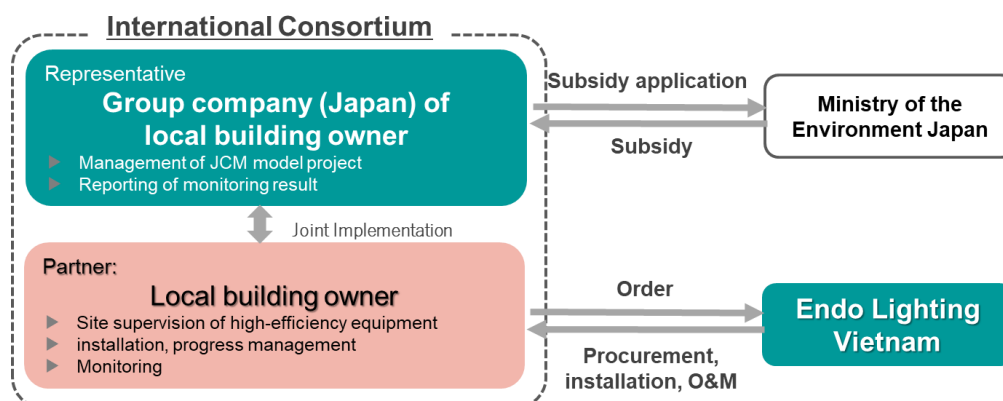 International Consortium
Representative
Group company (Japan) of
local building owner
Management of JCM model project
Reporting of monitoring result
Joint Implementation
Partner:
Local building owner
Site supervision of high-efficiency equipment
installation, progress management
Monitoring
Subsidy application
Subsidy
Ministry of the
Environment Japan
Order
Procurement,
installation, O&M
Endo Lighting
Vietnam